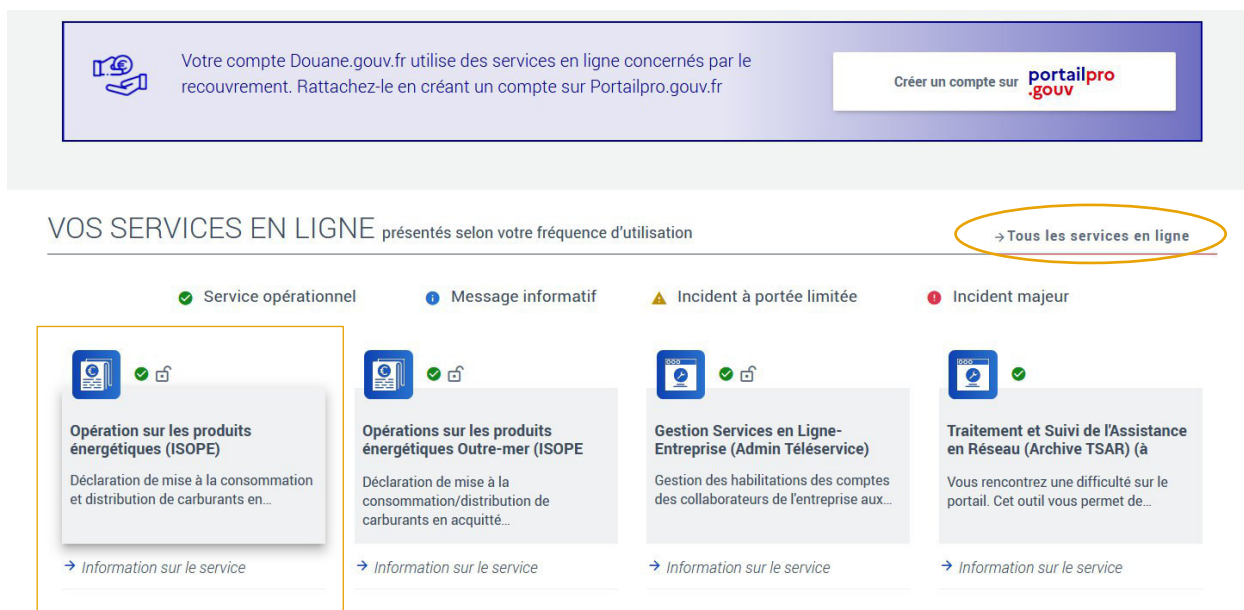 Votre compte Douane.gouv.fr utilise des services en ligne concernés par le
recouvrement. Rattachez-le en créant un compte sur Portailpro.gouv.fr
Créer un compte sur portailpro
.gouv
VOS SERVICES EN LIGNE présentés selon votre fréquence d'utilisation
→Tous les services en ligne
Service opérationnel
Message informatif
Incident à portée limitée
Incident majeur
Opération sur les produits
énergétiques (ISOPE)
Déclaration de mise à la consommation
et distribution de carburants en...
→ Information sur le service
Opérations sur les produits
énergétiques Outre-mer (ISOPE
Déclaration de mise à la
consommation/distribution de
carburants en acquitté...
→ Information sur le service
Gestion Services en Ligne-
Entreprise (Admin Téléservice)
Gestion des habilitations des comptes
des collaborateurs de l'entreprise aux...
→ Information sur le service
Traitement et Suivi de l'Assistance
en Réseau (Archive TSAR) (à
Vous rencontrez une difficulté sur le
portail. Cet outil vous permet de...
→ Information sur le service